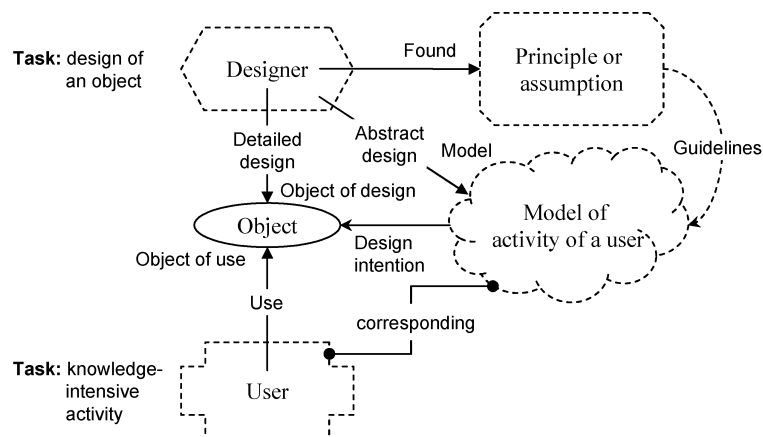 Task: design of
an object
Designer
Found
Principle or
assumption
Detailed
design
Abstract
design
Model
Guidelines
Object of design
Object
Model of
activity of a user
Object of use
Design
intention
Use
corresponding
Task: knowledge-
intensive
activity
User